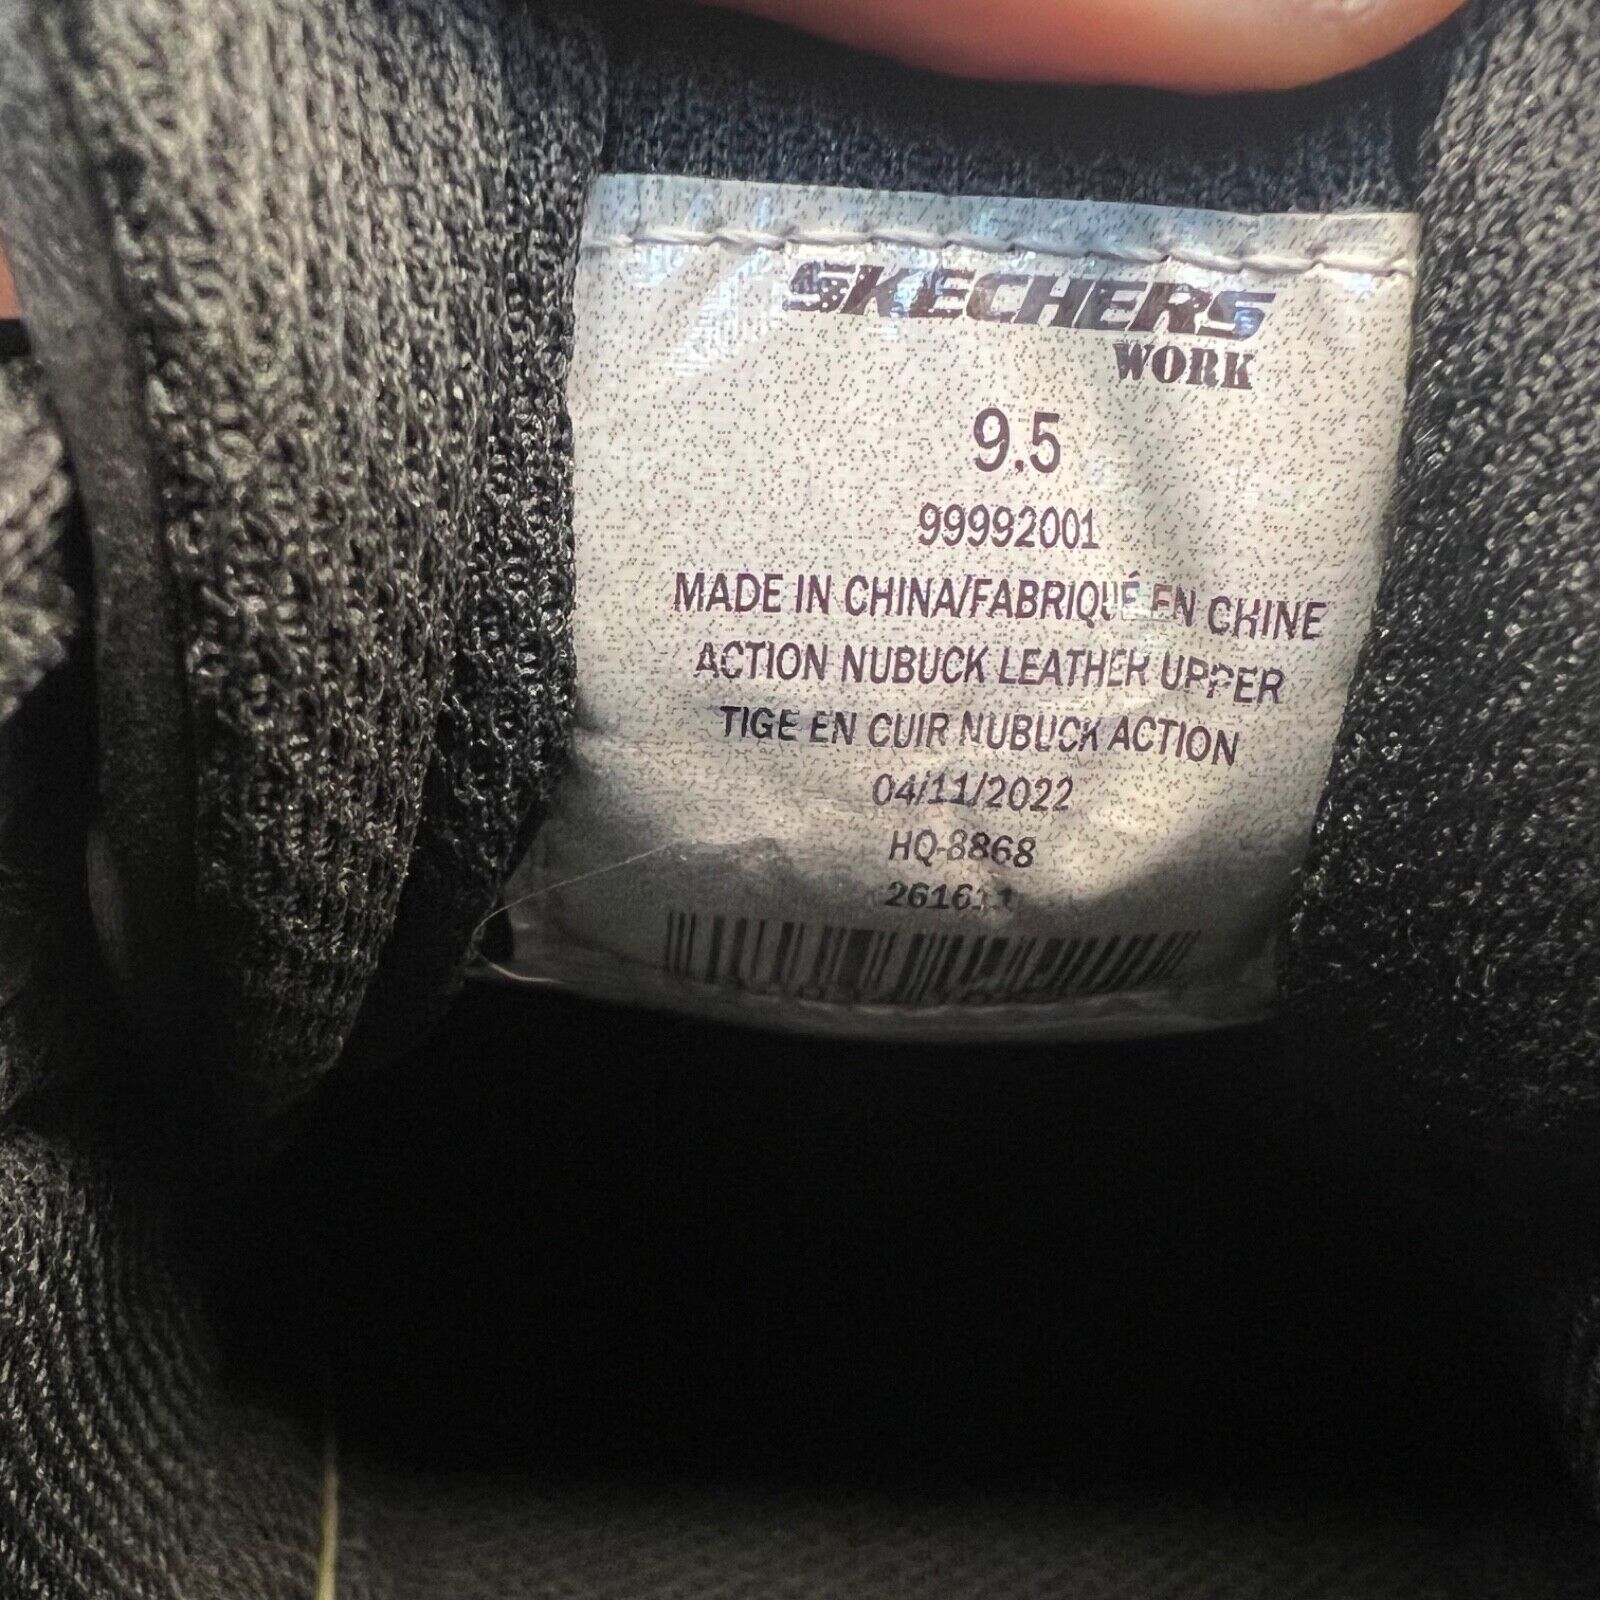 SKECHERS
WORK
9.5
99992001
MADE IN CHINA/FABRIQUÉ EN CHINE
ACTION NUBUCK LEATHER UPPER
TIGE EN CUIR NUBUCK ACTION
04/11/2022
HQ-8868